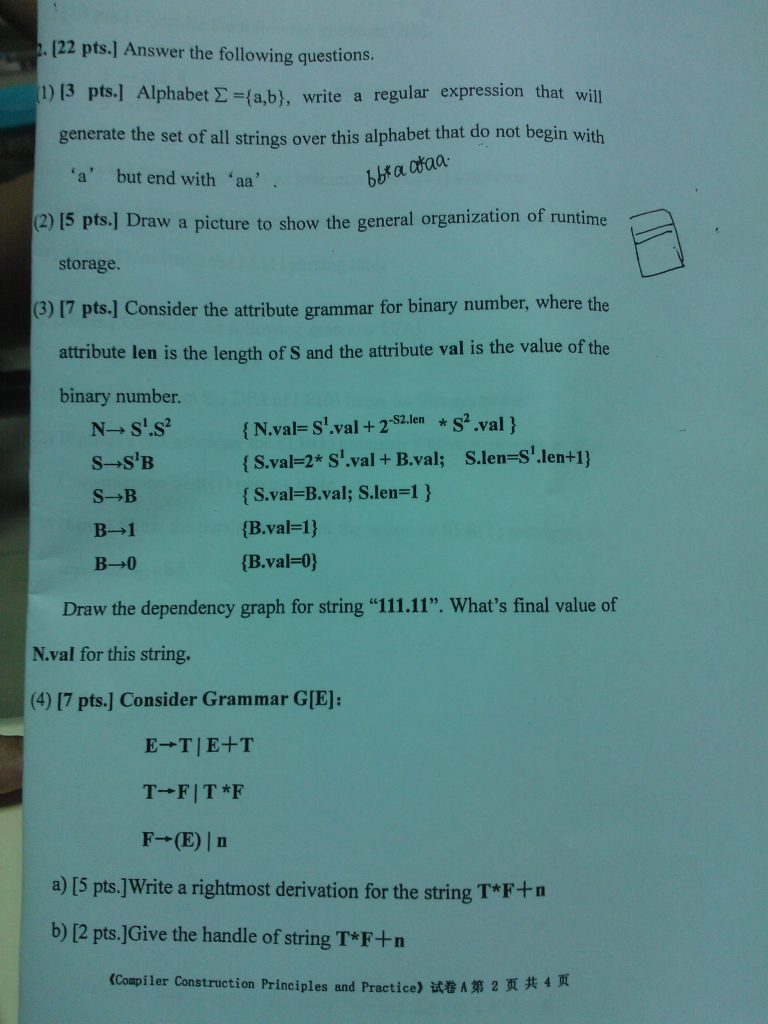 2. [22 pts.] Answer the following questions.
(1) [3 pts.] Alphabet Σ ={a,b}, write a regular expression that will
generate the set of all strings over this alphabet that do not begin with
'a' but end with 'aa' .
(2) [5 pts.] Draw a picture to show the general organization of runtime
storage.
(3) [7 pts.] Consider the attribute grammar for binary number, where the
attribute len is the length of S and the attribute val is the value of the
binary number.
N→ S¹.S² { N.val= S¹.val + 2⁻ˢ²·ˡᵉⁿ * S² .val }
S→S¹B { S.val=2* S¹.val + B.val; S.len=S¹.len+1}
S→B { S.val=B.val; S.len=1 }
B→1 {B.val=1}
B→0 {B.val=0}
Draw the dependency graph for string "111.11". What's final value of
N.val for this string.
(4) [7 pts.] Consider Grammar G[E]:
E→T | E+T
T→F | T *F
F→(E) | n
a) [5 pts.]Write a rightmost derivation for the string T*F+n
b) [2 pts.]Give the handle of string T*F+n
《Compiler Construction Principles and Practice》试卷 A 第 2 页 共 4 页